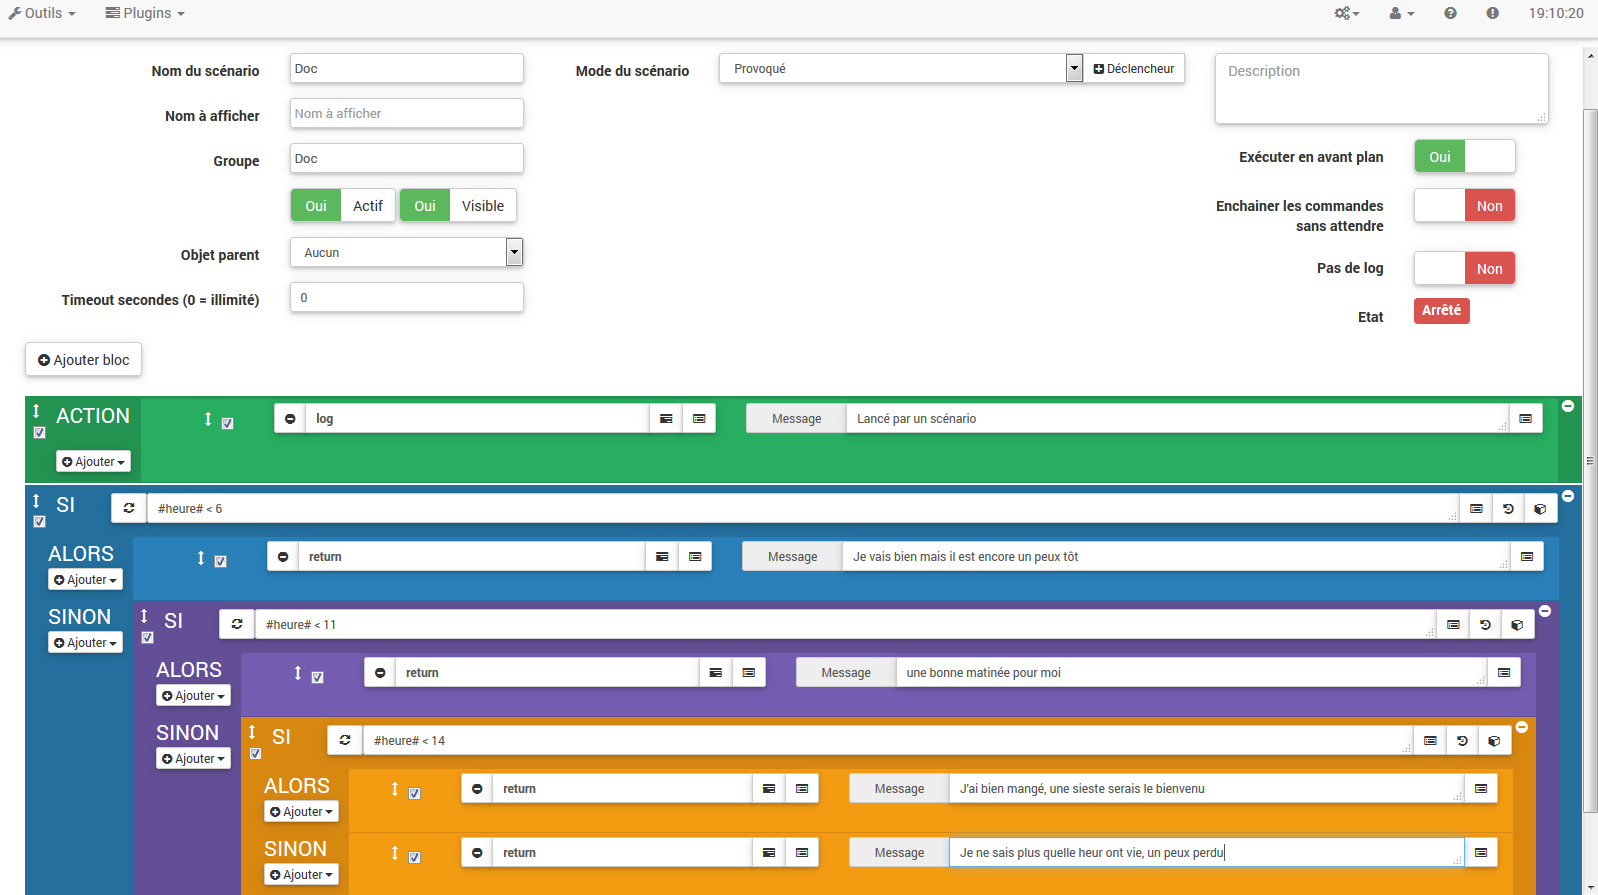 Outils Plugins 19:10:20
Nom du scénario Doc Mode du scénario Provoqué Déclencheur Description
Nom à afficher Nom à afficher
Groupe Doc Exécuter en avant plan Oui
Oui Actif Oui Visible Enchainer les commandes Non
sans attendre
Objet parent Aucun Pas de log Non
Timeout secondes (0 = illimité) 0 Etat Arrêté
Ajouter bloc
ACTION log Message Lancé par un scénario
Ajouter
SI #heure# < 6
ALORS return Message Je vais bien mais il est encore un peux tôt
Ajouter
SINON SI #heure# < 11
Ajouter
ALORS return Message une bonne matinée pour moi
Ajouter
SINON SI #heure# < 14
Ajouter
ALORS return Message J'ai bien mangé, une sieste serais le bienvenu
Ajouter
SINON return Message Je ne sais plus quelle heur ont vie, un peux perdu
Ajouter